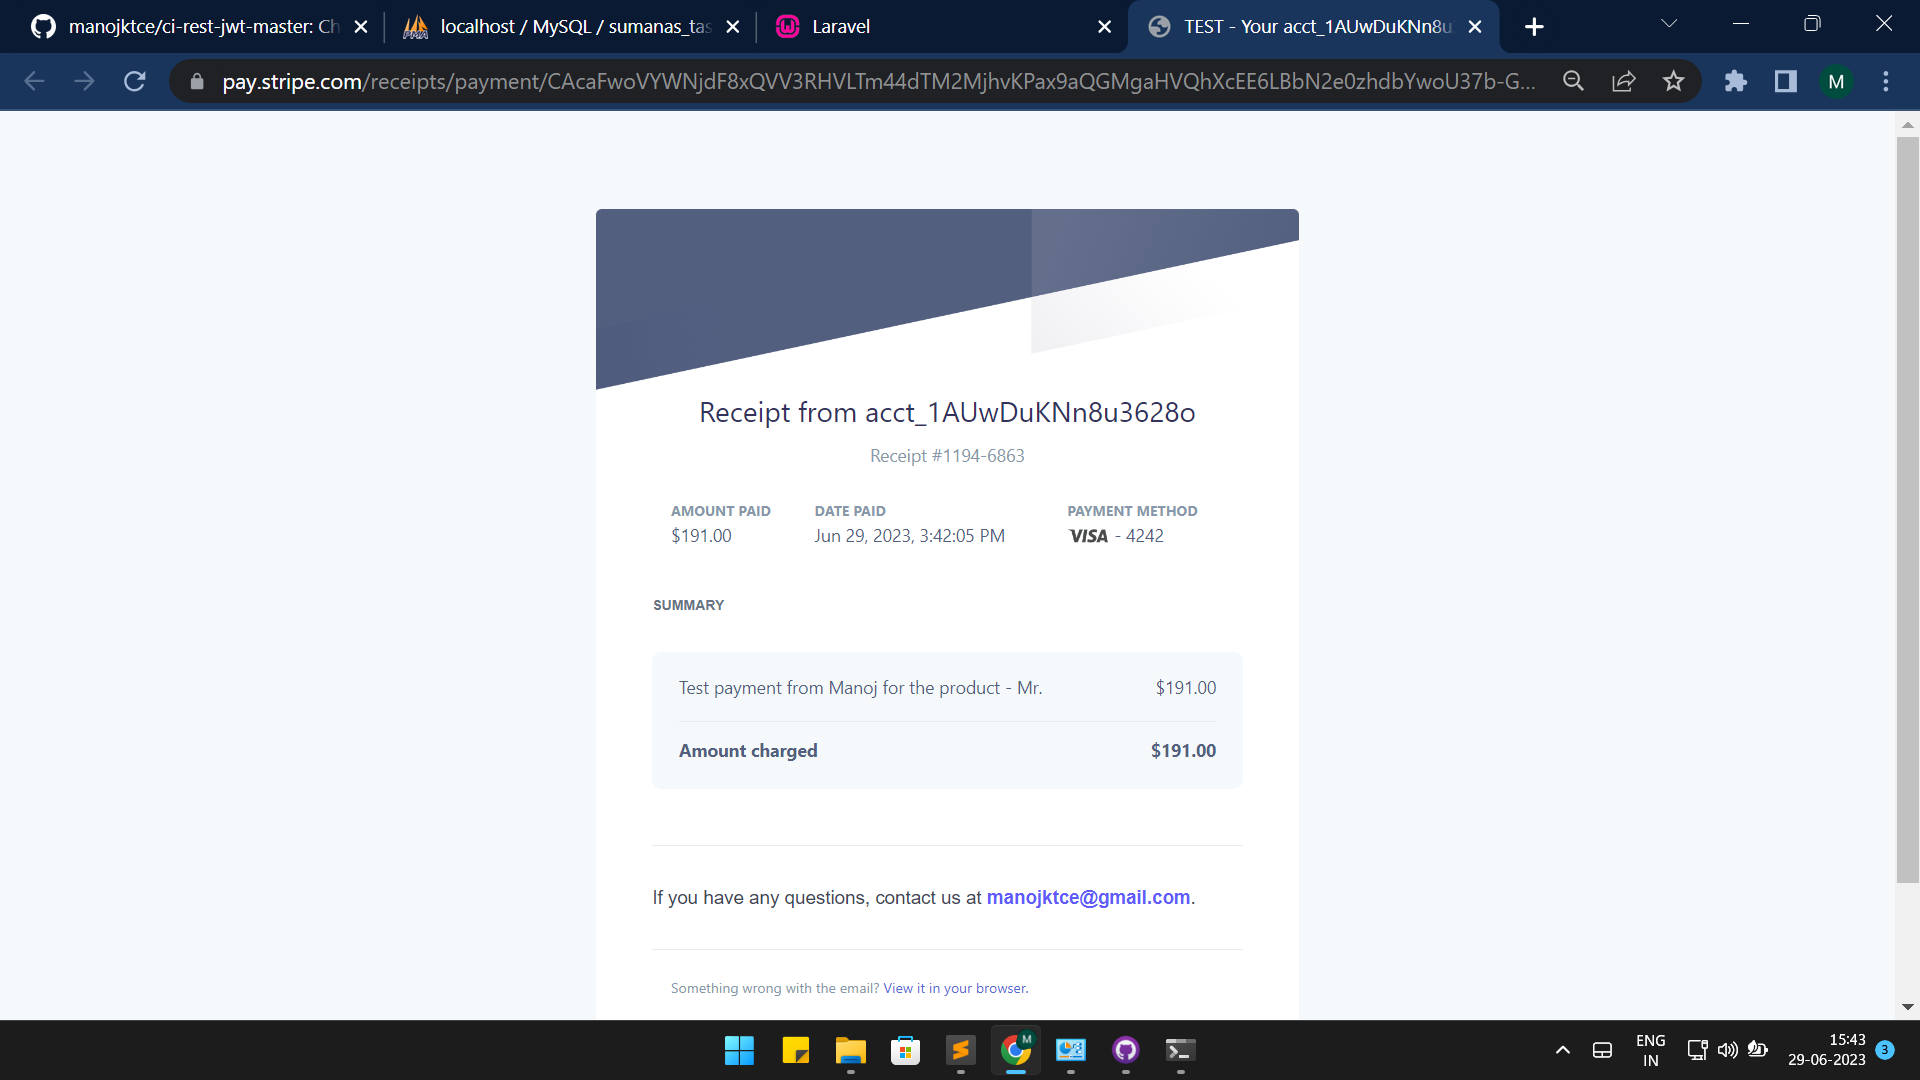 manojktce/ci-rest-jwt-master: Ch
localhost / MySQL / sumanas_tas
Laravel
TEST - Your acct_1AUwDuKNn8u
pay.stripe.com/receipts/payment/CAcaFwoVYWNjdF8xQVV3RHVLTm44dTM2MjhvKPax9aQGMgaHVQhXcEE6LBbN2e0zhdbYwoU37b-G...
M
Receipt from acct_1AUwDuKNn8u3628o
Receipt #1194-6863
AMOUNT PAID
$191.00
DATE PAID
Jun 29, 2023, 3:42:05 PM
PAYMENT METHOD
VISA - 4242
SUMMARY
Test payment from Manoj for the product - Mr. $191.00
Amount charged $191.00
If you have any questions, contact us at manojktce@gmail.com.
Something wrong with the email? View it in your browser.
M
ENG
IN
15:43
29-06-2023
3